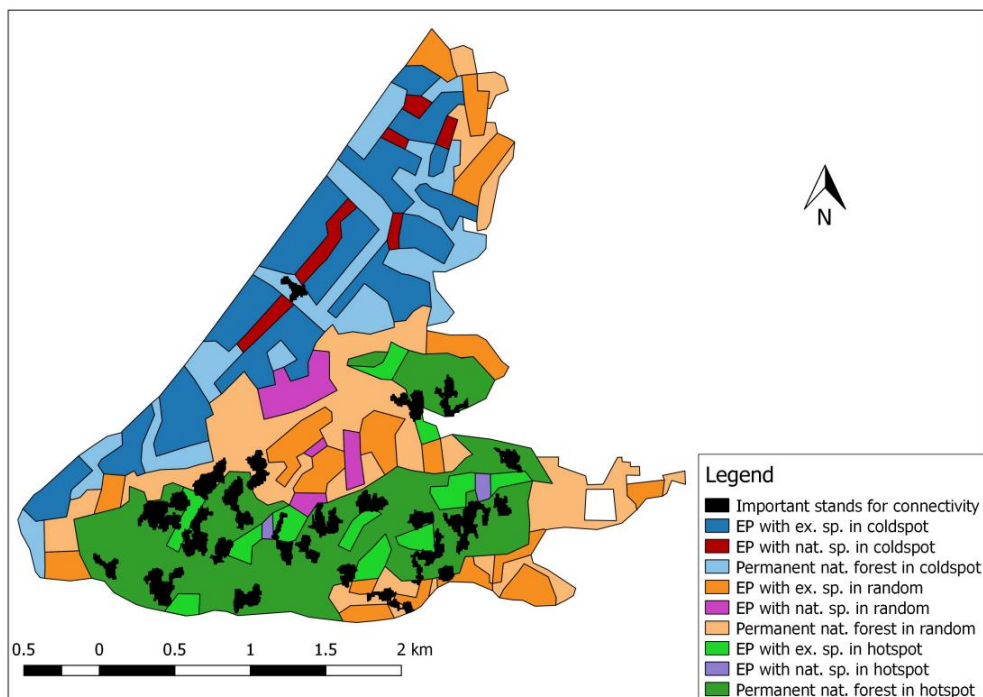 N
Legend
Important stands for connectivity
EP with ex. sp. in coldspot
EP with nat. sp. in coldspot
Permanent nat. forest in coldspot
EP with ex. sp. in random
EP with nat. sp. in random
Permanent nat. forest in random
EP with ex. sp. in hotspot
EP with nat. sp. in hotspot
Permanent nat. forest in hotspot
0.5 0 0.5 1 1.5 2 km